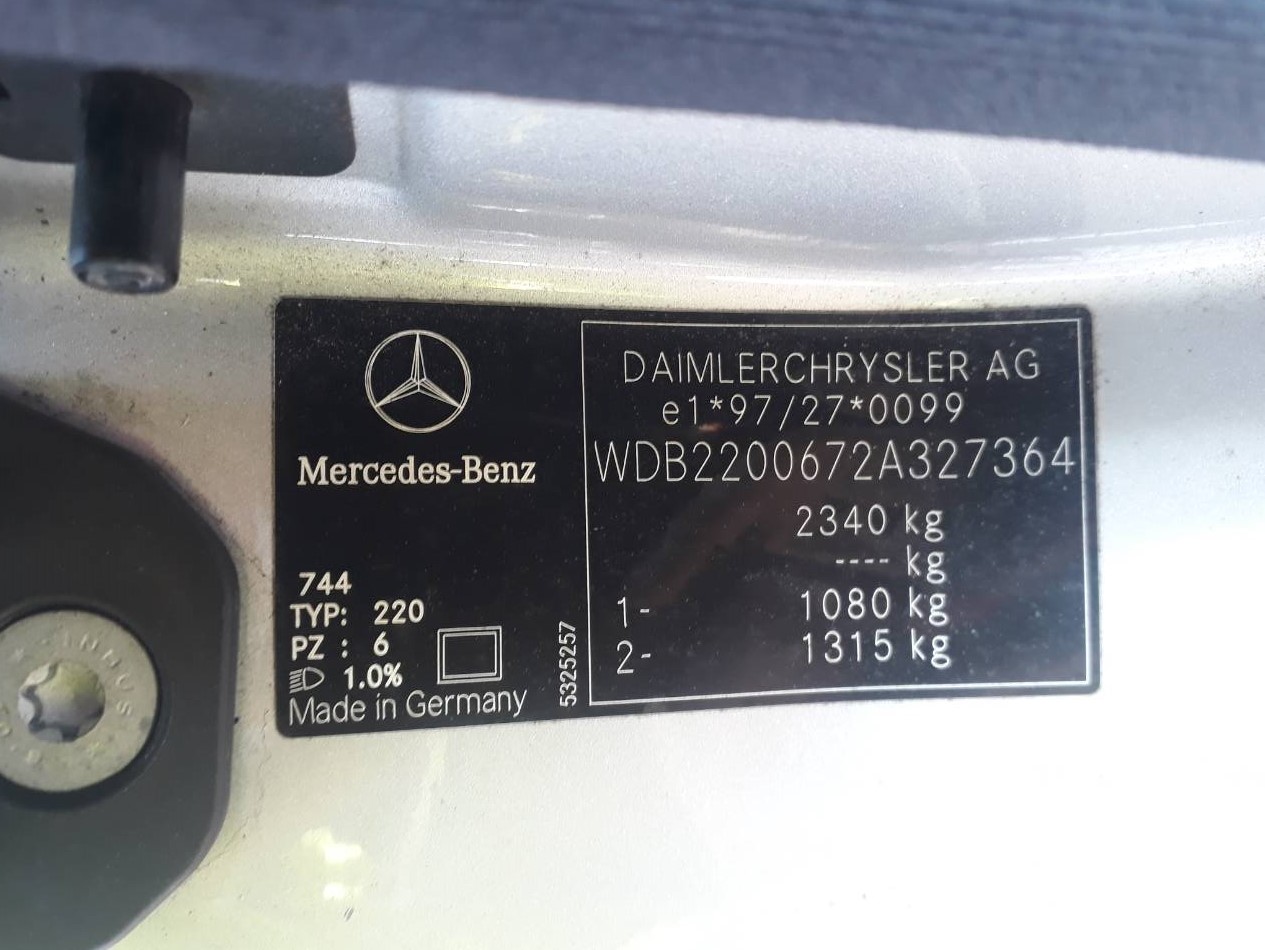 Mercedes-Benz
744
TYP: 220
PZ : 6
1.0%
Made in Germany
5325257
DAIMLERCHRYSLER AG
e1*97/27*0099
WDB2200672A327364
2340 kg
---- kg
1- 1080 kg
2- 1315 kg